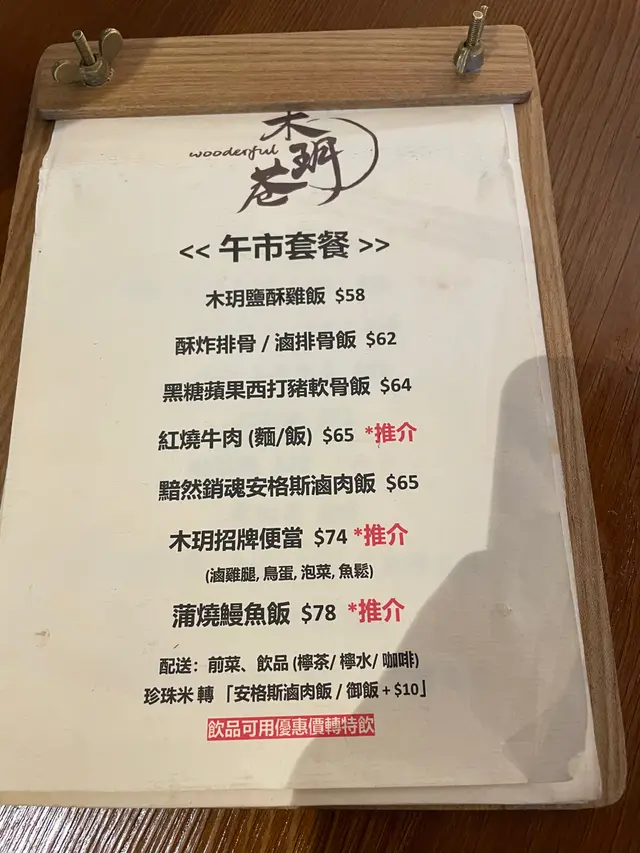 木玥巷
wooderful
<< 午市套餐 >>
木玥鹽酥雞飯 $58
酥炸排骨 / 滷排骨飯 $62
黑糖蘋果西打豬軟骨飯 $64
紅燒牛肉 (麵/飯) $65 *推介
黯然銷魂安格斯滷肉飯 $65
木玥招牌便當 $74 *推介
(滷雞腿, 鳥蛋, 泡菜, 魚鬆)
蒲燒鰻魚飯 $78 *推介
配送：前菜、飲品 (檸茶/ 檸水/ 咖啡)
珍珠米 轉 「安格斯滷肉飯 / 御飯 + $10」
飲品可用優惠價轉特飲